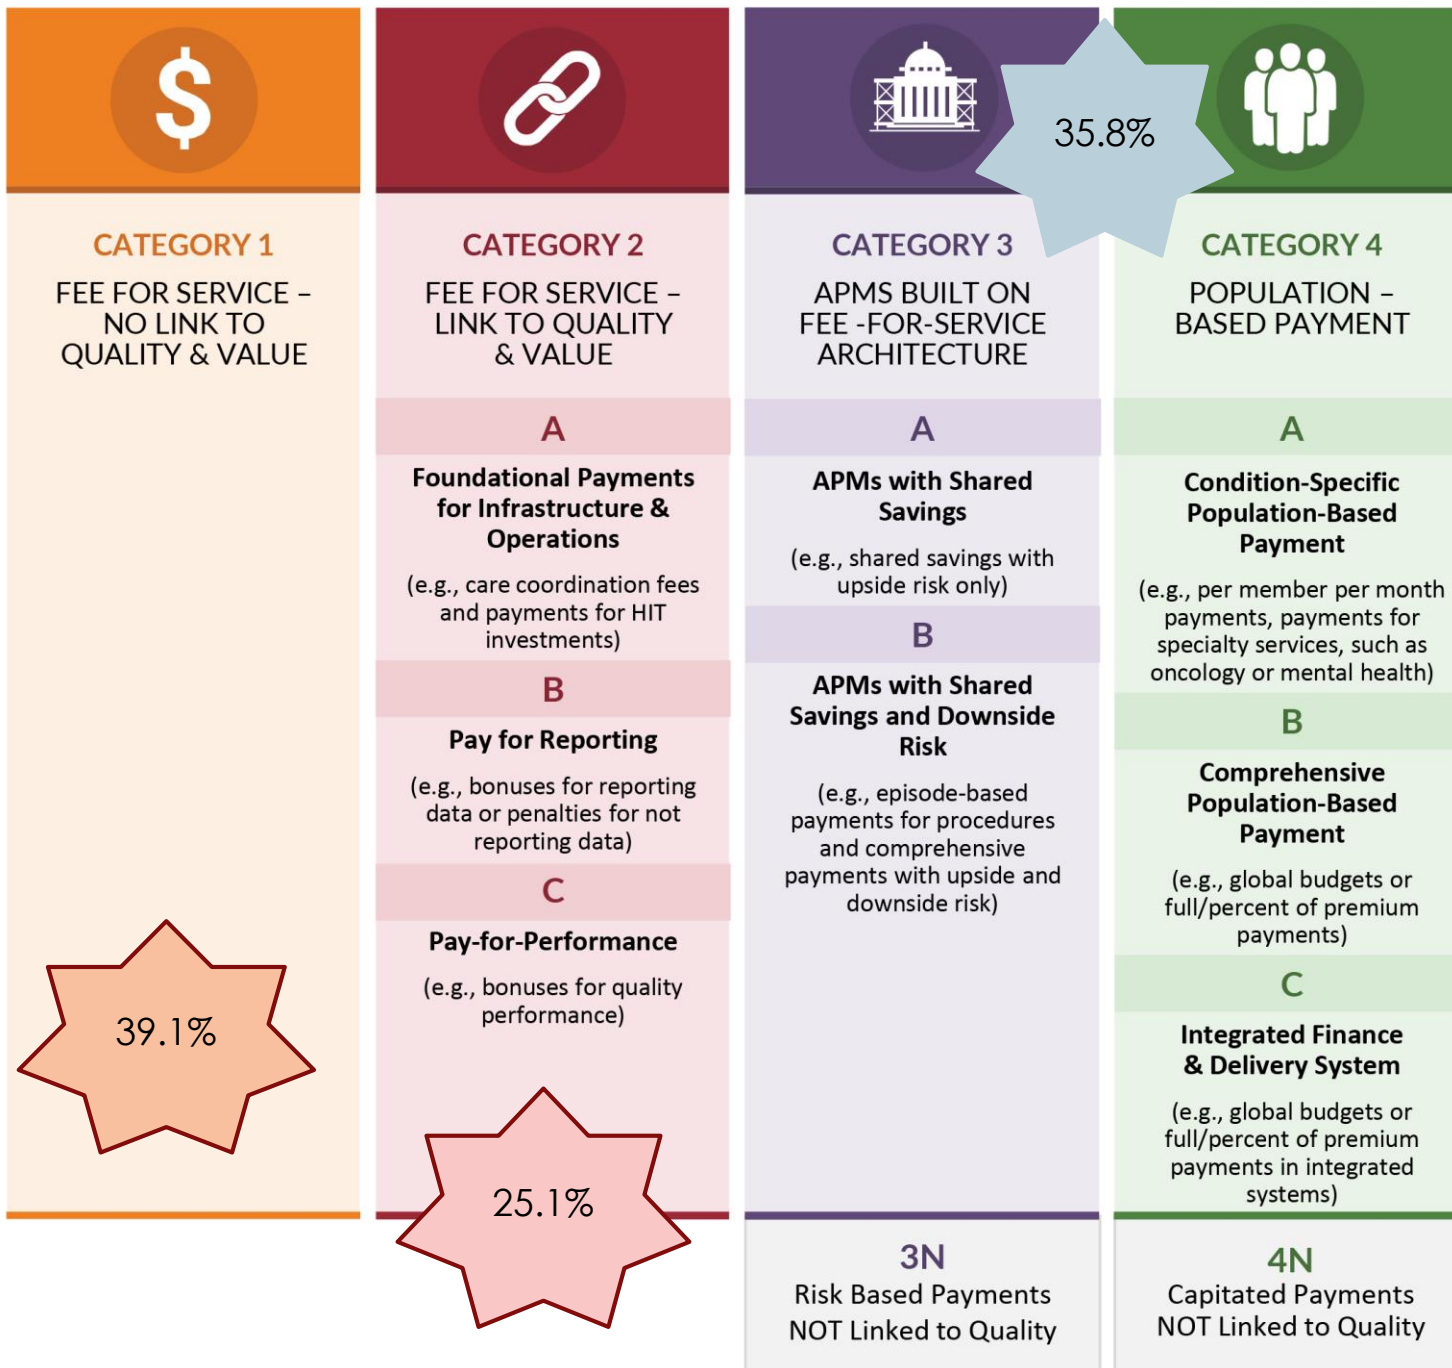 $
CATEGORY 1
FEE FOR SERVICE –
NO LINK TO
QUALITY & VALUE
39.1%
CATEGORY 2
FEE FOR SERVICE –
LINK TO QUALITY
& VALUE
A
Foundational Payments
for Infrastructure &
Operations
(e.g., care coordination fees
and payments for HIT
investments)
B
Pay for Reporting
(e.g., bonuses for reporting
data or penalties for not
reporting data)
C
Pay-for-Performance
(e.g., bonuses for quality
performance)
25.1%
35.8%
CATEGORY 3
APMS BUILT ON
FEE -FOR-SERVICE
ARCHITECTURE
A
APMs with Shared
Savings
(e.g., shared savings with
upside risk only)
B
APMs with Shared
Savings and Downside
Risk
(e.g., episode-based
payments for procedures
and comprehensive
payments with upside and
downside risk)
3N
Risk Based Payments
NOT Linked to Quality
CATEGORY 4
POPULATION –
BASED PAYMENT
A
Condition-Specific
Population-Based
Payment
(e.g., per member per month
payments, payments for
specialty services, such as
oncology or mental health)
B
Comprehensive
Population-Based
Payment
(e.g., global budgets or
full/percent of premium
payments)
C
Integrated Finance
& Delivery System
(e.g., global budgets or
full/percent of premium
payments in integrated
systems)
4N
Capitated Payments
NOT Linked to Quality